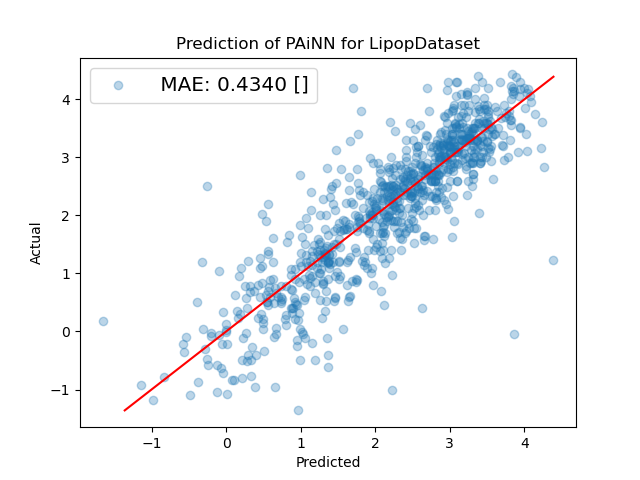 Prediction of PAiNN for LipopDataset
MAE: 0.4340 []
4
3
2
1
0
−1
Actual
−1 0 1 2 3 4
Predicted